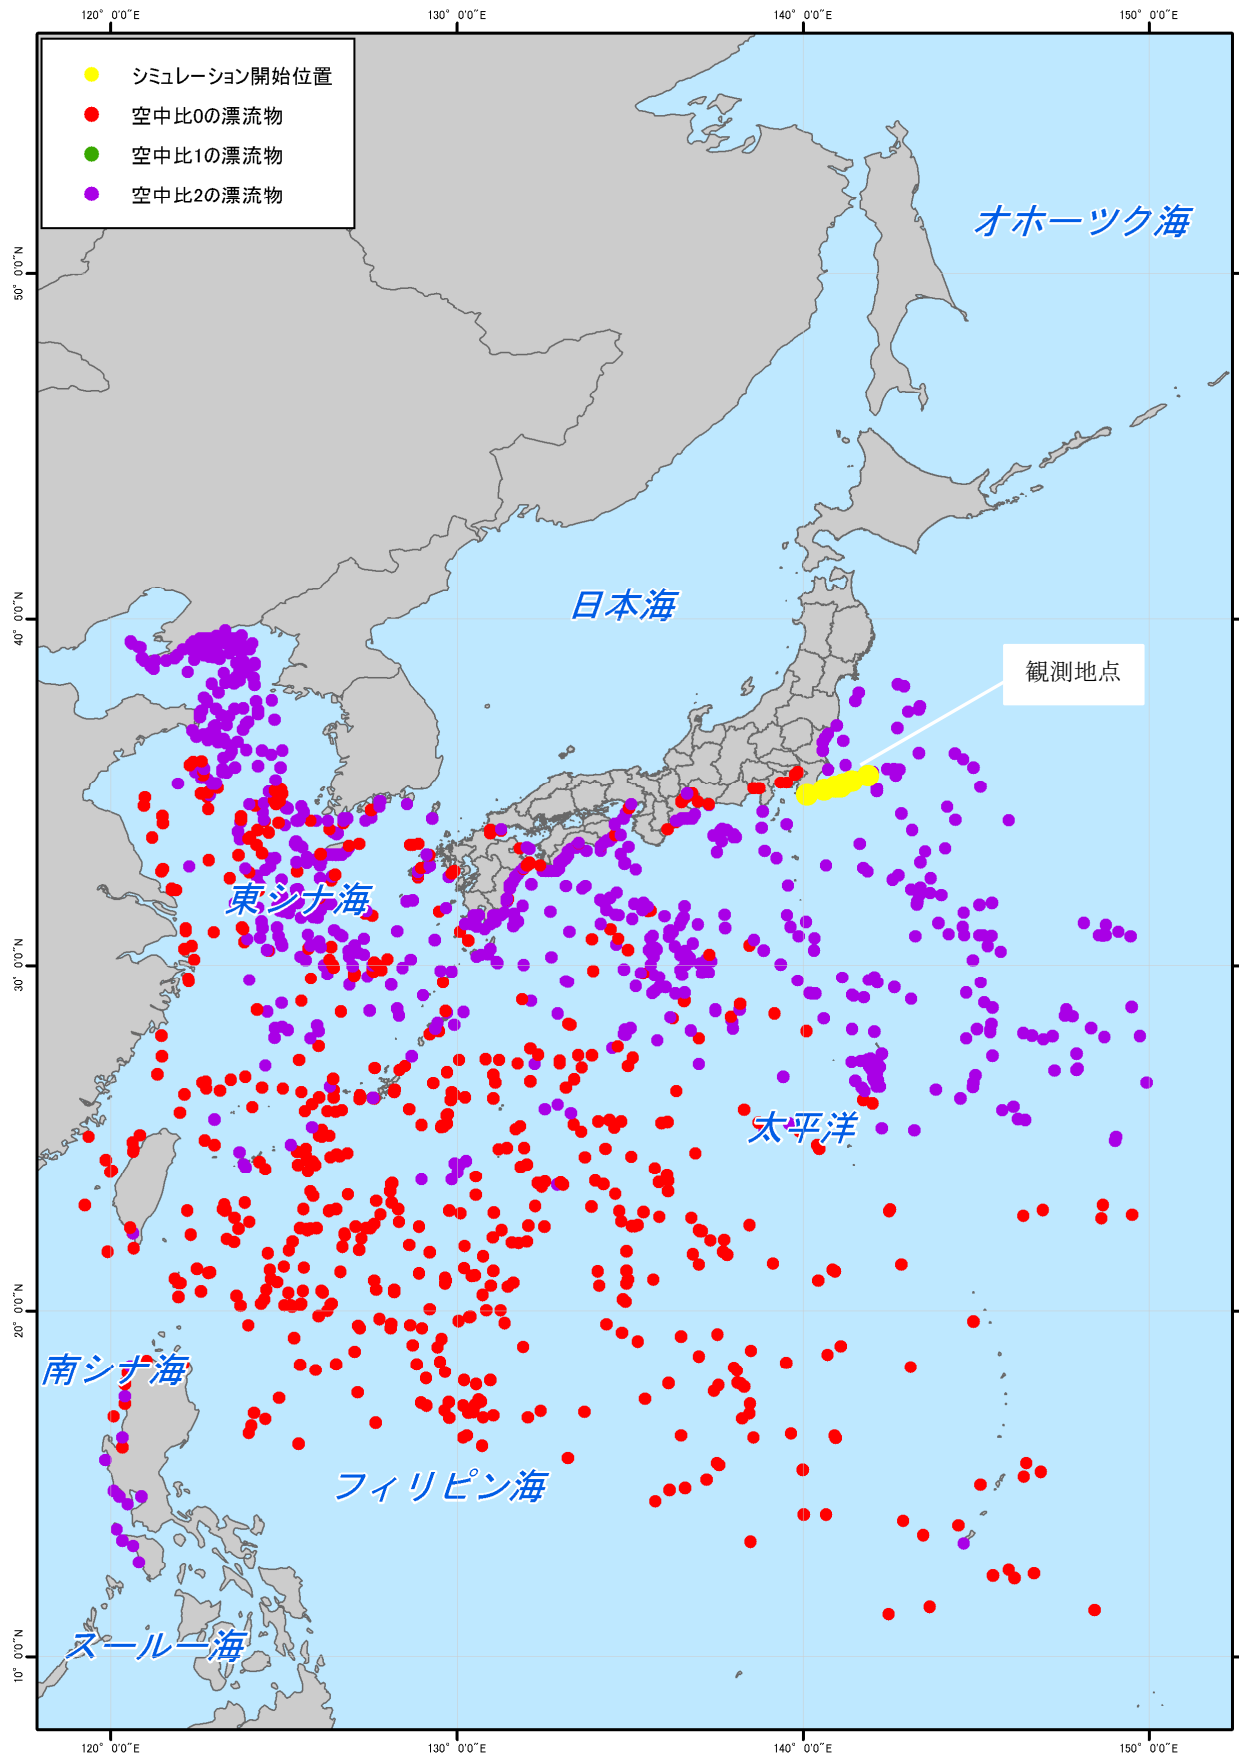 120° 0'0"E
130° 0'0"E
140° 0'0"E
150° 0'0"E
シミュレーション開始位置
空中比0の漂流物
空中比1の漂流物
空中比2の漂流物
オホーツク海
50° 0'0"N
日本海
40° 0'0"N
観測地点
東シナ海
30° 0'0"N
太平洋
20° 0'0"N
南シナ海
フィリピン海
スールー海
10° 0'0"N
120° 0'0"E
130° 0'0"E
140° 0'0"E
150° 0'0"E